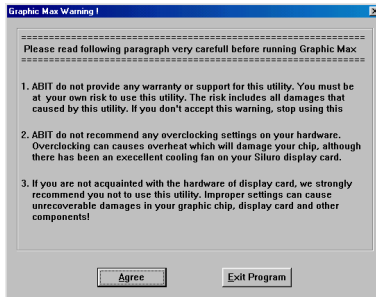 Graphic Max Warning !
================================================
Please read following paragraph very carefull before running Graphic Max
================================================
1. ABIT do not provide any warranty or support for this utility. You must be
at your own risk to use this utility. The risk includes all damages that
caused by this utility. If you don't accept this warning, stop using this
2. ABIT do not recommend any overclocking settings on your hardware.
Overclocking can causes overheat which will damage your chip, although
there has been an execellent cooling fan on your Siluro display card.
3. If you are not acquainted with the hardware of display card, we strongly
recommend you not to use this utility. Improper settings can cause
unrecoverable damages in your graphic chip, display card and other
components!
Agree
Exit Program